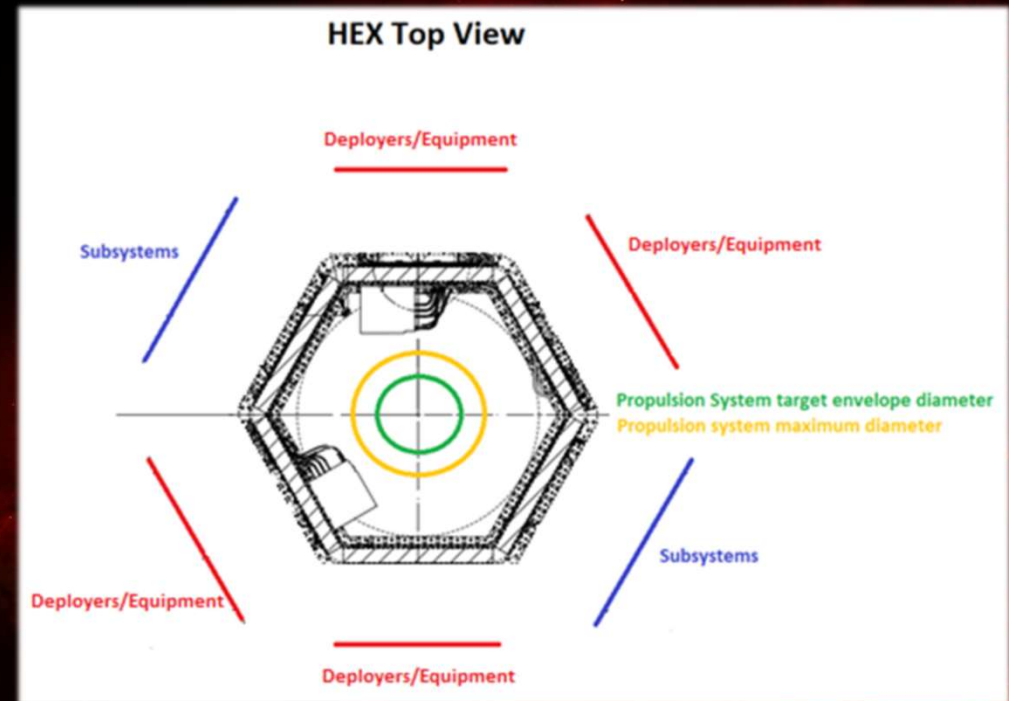 HEX Top View
Deployers/Equipment
Subsystems
Deployers/Equipment
Propulsion System target envelope diameter
Propulsion system maximum diameter
Subsystems
Deployers/Equipment
Deployers/Equipment